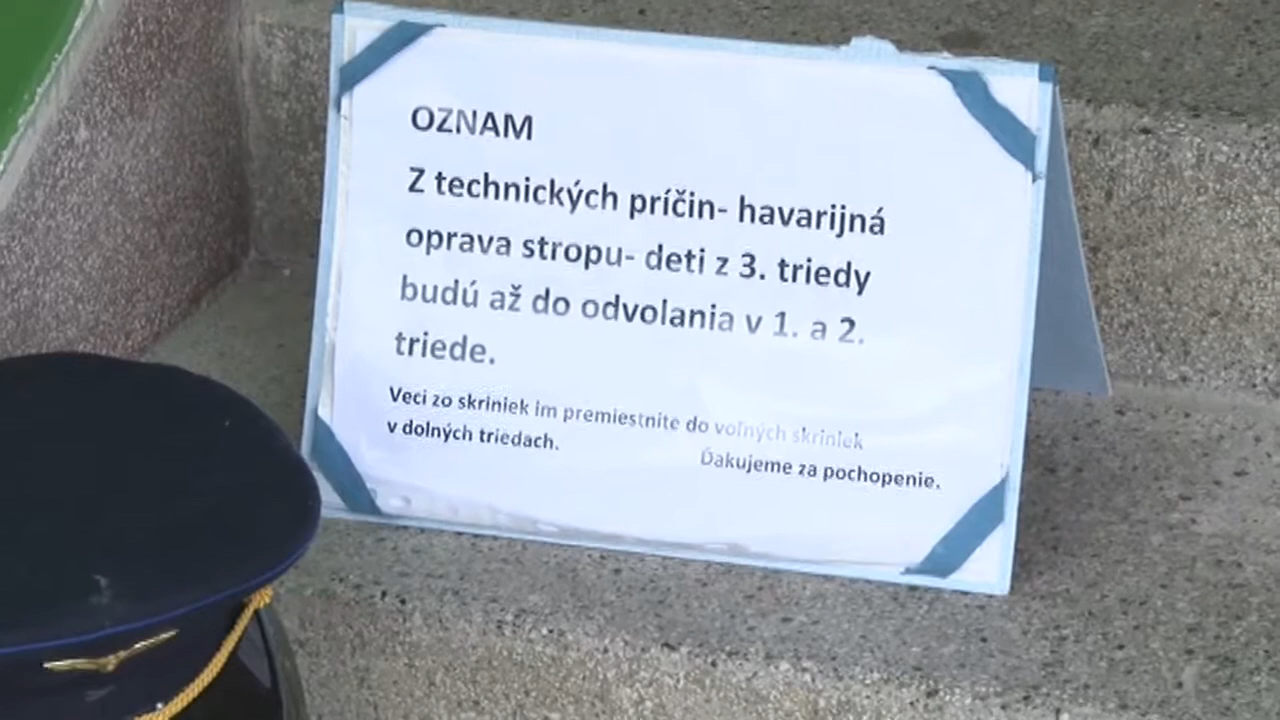 OZNAM
Z technických príčin- havarijná
oprava stropu- deti z 3. triedy
budú až do odvolania v 1. a 2.
triede.
Veci zo skriniek im premiestnite do voľných skriniek
v dolných triedach.
Ďakujeme za pochopenie.